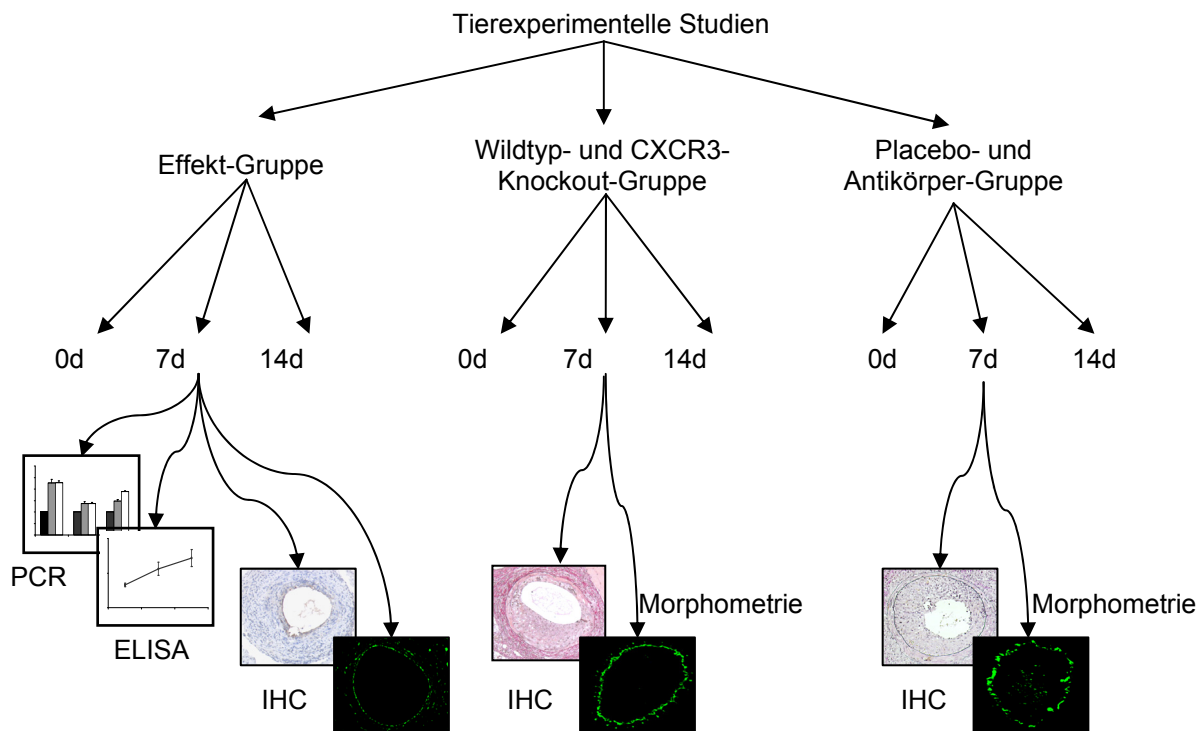 Tierexperimentelle Studien
Effekt-Gruppe
Wildtyp- und CXCR3-
Knockout-Gruppe
Placebo- und
Antikörper-Gruppe
0d 7d 14d
0d 7d 14d
0d 7d 14d
PCR
ELISA
IHC
Morphometrie
IHC
Morphometrie
IHC